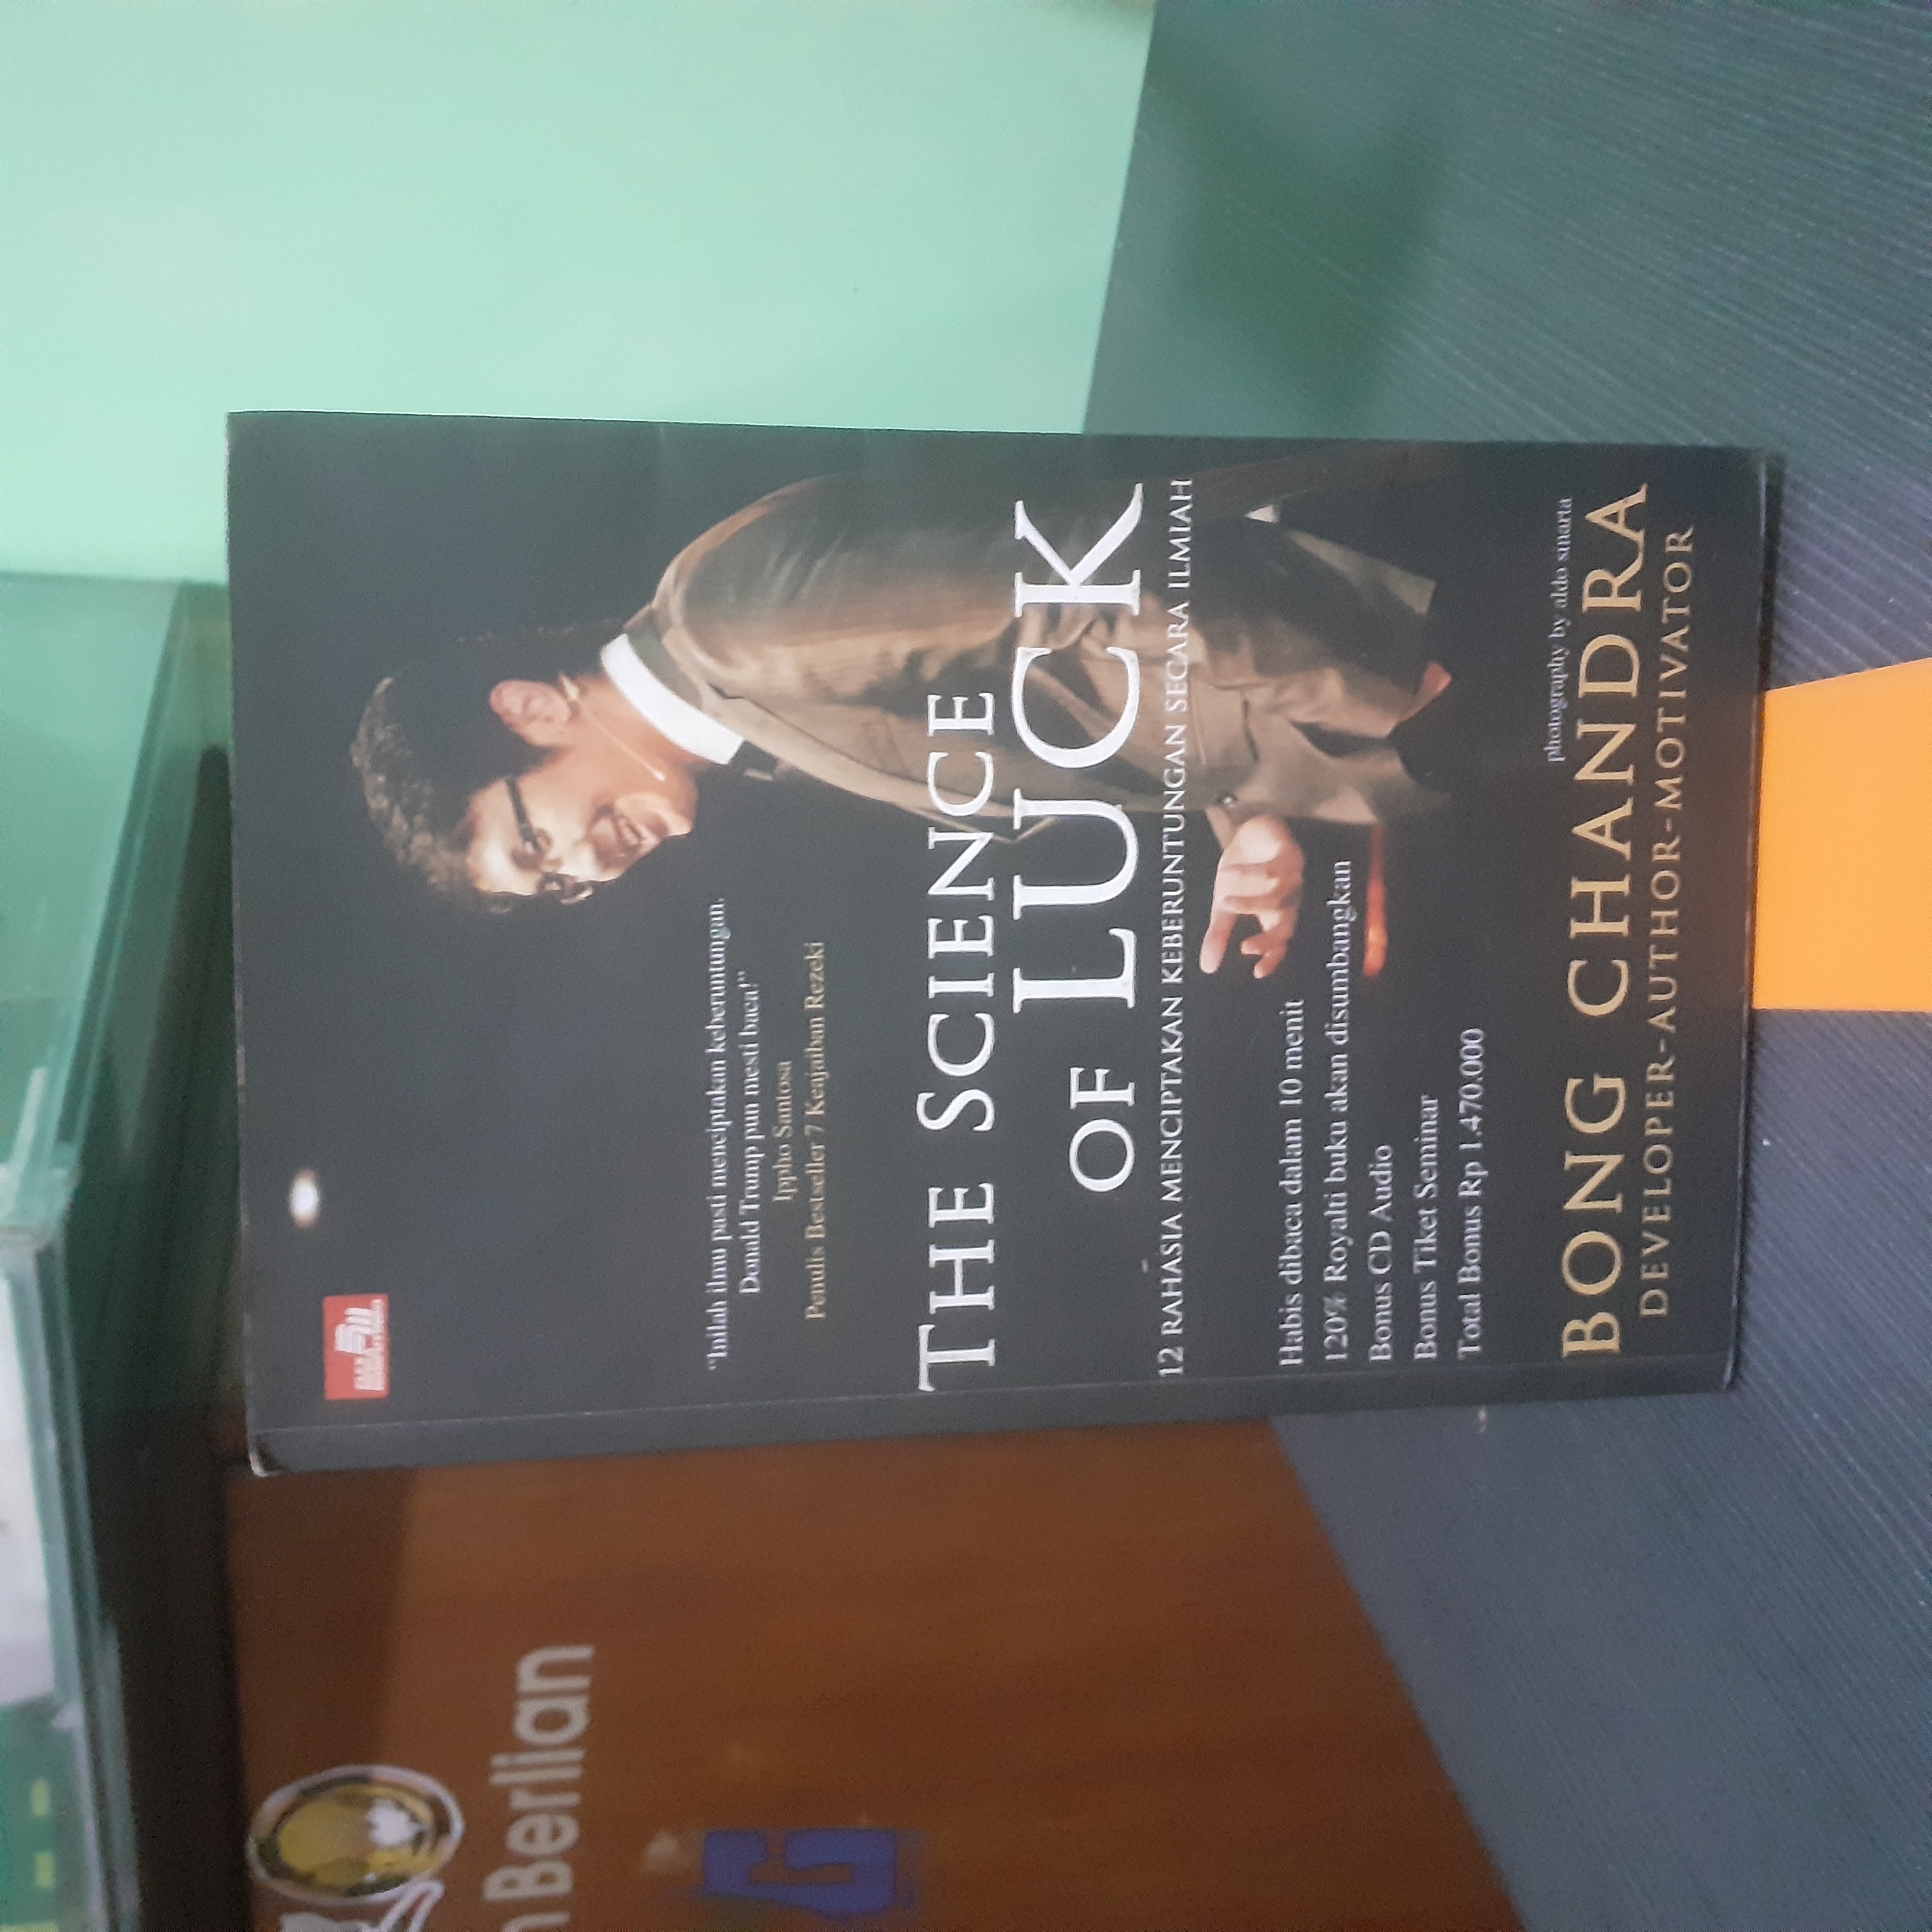 Berlian
G
"Inilah ilmu pasti menciptakan keberuntungan.
Donald Trump pun mesti baca!"
Ippho Santosa
Penulis Bestseller 7 Keajaiban Rezeki
THE SCIENCE
OF LUCK
12 RAHASIA MENCIPTAKAN KEBERUNTUNGAN SECARA ILMIAH
Habis dibaca dalam 10 menit
120% Royalti buku akan disumbangkan
Bonus CD Audio
Bonus Tiket Seminar
Total Bonus Rp 1.470.000
photography by aldo sinarta
BONG CHANDRA
DEVELOPER-AUTHOR-MOTIVATOR